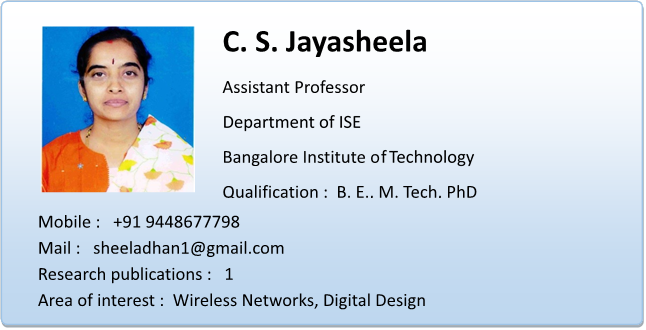 C. S. Jayasheela
Assistant Professor
Department of ISE
Bangalore Institute of Technology
Qualification : B. E.. M. Tech. PhD
Mobile : +91 9448677798
Mail : sheeladhan1@gmail.com
Research publications : 1
Area of interest : Wireless Networks, Digital Design